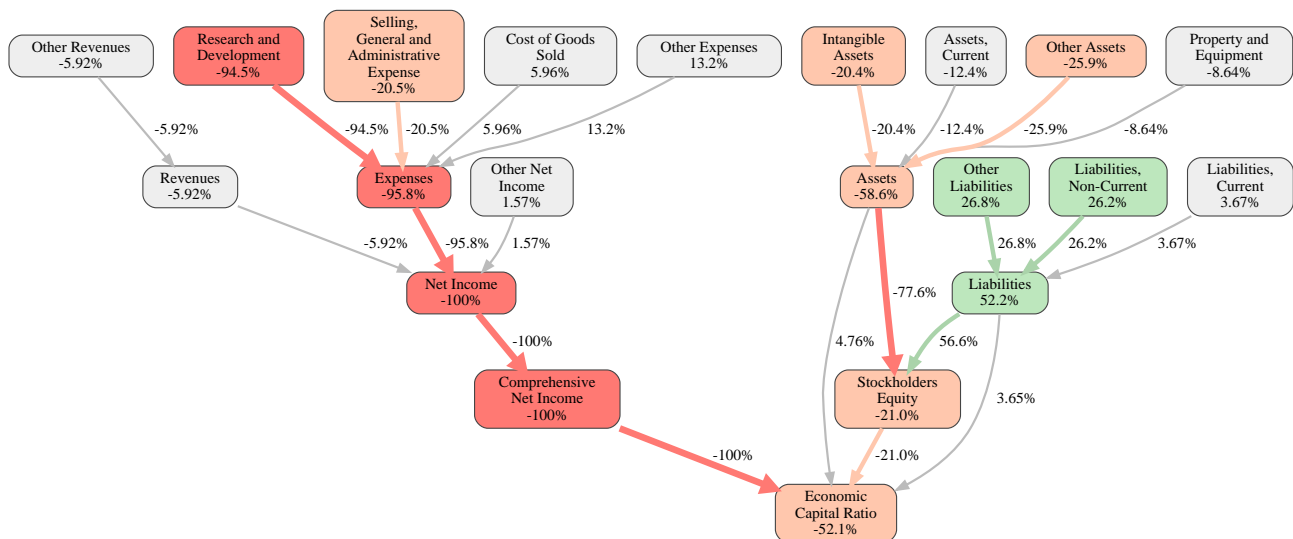 Other Revenues
-5.92%
Research and
Development
-94.5%
Selling,
General and
Administrative
Expense
-20.5%
Cost of Goods
Sold
5.96%
Other Expenses
13.2%
Intangible
Assets
-20.4%
Assets,
Current
-12.4%
Other Assets
-25.9%
Property and
Equipment
-8.64%
-5.92%
-94.5%
-20.5%
5.96%
13.2%
-20.4%
-12.4%
-25.9%
-8.64%
Revenues
-5.92%
Expenses
-95.8%
Other Net
Income
1.57%
Assets
-58.6%
Other
Liabilities
26.8%
Liabilities,
Non-Current
26.2%
Liabilities,
Current
3.67%
-5.92%
-95.8%
1.57%
26.8%
26.2%
3.67%
Net Income
-100%
-77.6%
Liabilities
52.2%
-100%
4.76%
56.6%
3.65%
Comprehensive
Net Income
-100%
Stockholders
Equity
-21.0%
-100%
-21.0%
Economic
Capital Ratio
-52.1%